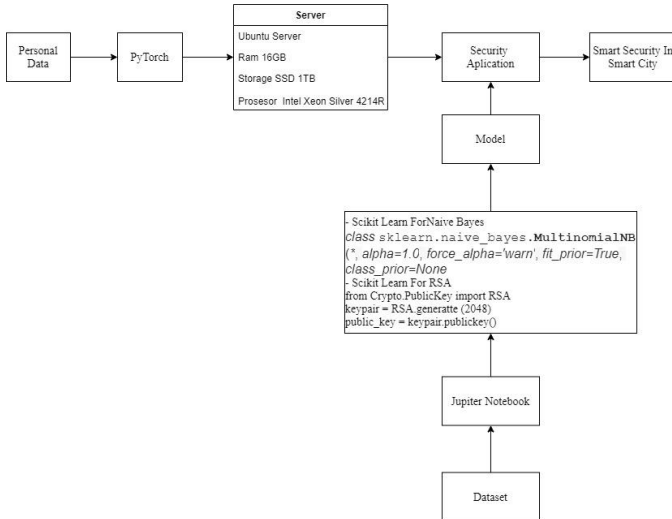 Personal
Data
PyTorch
Server
Ubuntu Server
Ram 16GB
Storage SSD 1TB
Prosesor Intel Xeon Silver 4214R
Security
Aplication
Smart Security In
Smart City
Model
- Scikit Learn ForNaive Bayes
class sklearn.naive_bayes.MultinomialNB
(*, alpha=1.0, force_alpha='warn', fit_prior=True,
class_prior=None
- Scikit Learn For RSA
from Crypto.PublicKey import RSA
keypair = RSA.generatte (2048)
public_key = keypair.publickey()
Jupiter Notebook
Dataset